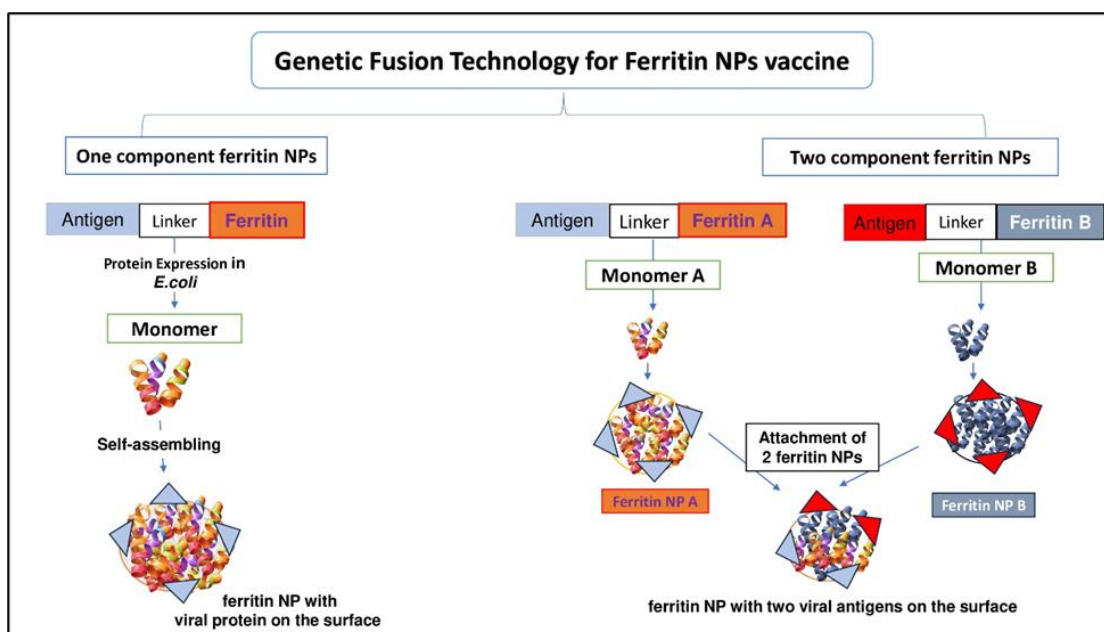 Genetic Fusion Technology for Ferritin NPs vaccine
One component ferritin NPs
Antigen
Linker
Ferritin
Protein Expression in
E.coli
Monomer
Self-assembling
ferritin NP with
viral protein on the surface
Two component ferritin NPs
Antigen
Linker
Ferritin A
Antigen
Linker
Ferritin B
Monomer A
Monomer B
Attachment of
2 ferritin NPs
Ferritin NP A
Ferritin NP B
ferritin NP with two viral antigens on the surface